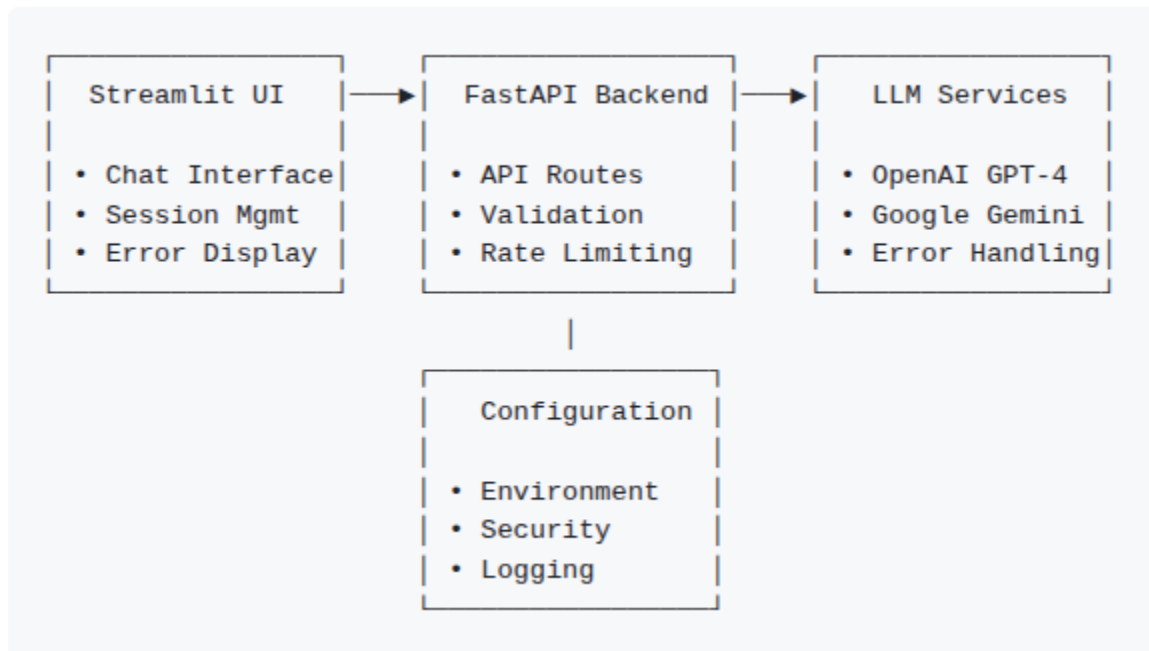 Streamlit UI
• Chat Interface
• Session Mgmt
• Error Display
FastAPI Backend
• API Routes
• Validation
• Rate Limiting
LLM Services
• OpenAI GPT-4
• Google Gemini
• Error Handling
Configuration
• Environment
• Security
• Logging